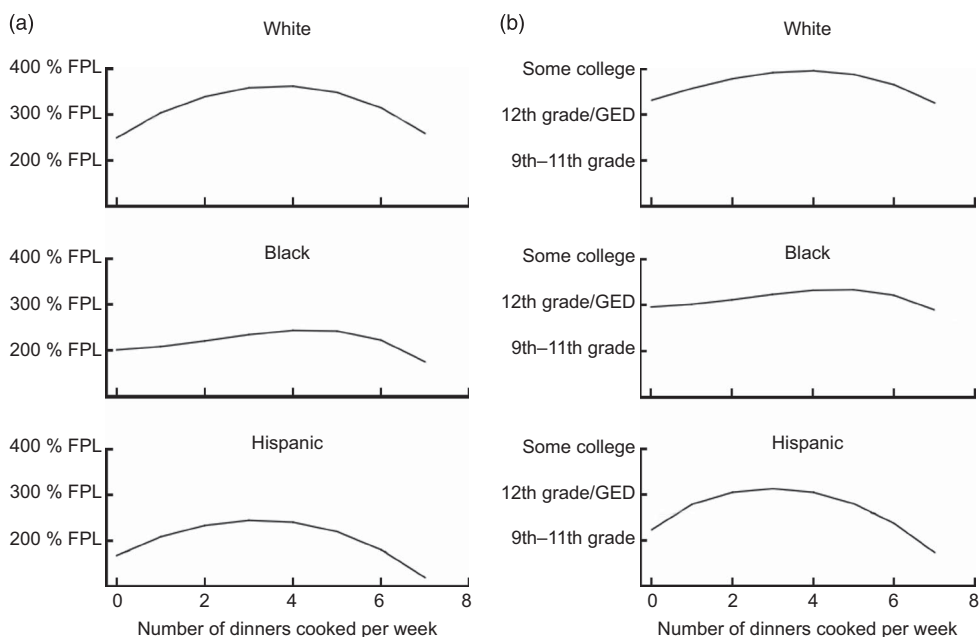 (a)
White
400 % FPL
300 % FPL
200 % FPL
Black
400 % FPL
300 % FPL
200 % FPL
Hispanic
400 % FPL
300 % FPL
200 % FPL
0 2 4 6 8
Number of dinners cooked per week
(b)
White
Some college
12th grade/GED
9th–11th grade
Black
Some college
12th grade/GED
9th–11th grade
Hispanic
Some college
12th grade/GED
9th–11th grade
0 2 4 6 8
Number of dinners cooked per week